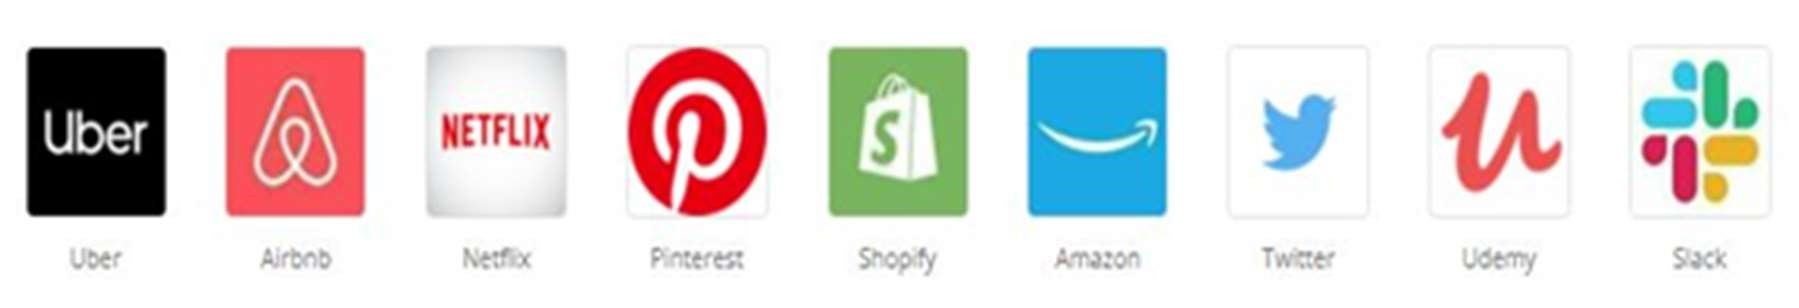 Uber
NETFLIX
S
Uber Airbnb Netflix Pinterest Shopify Amazon Twitter Udemy Slack